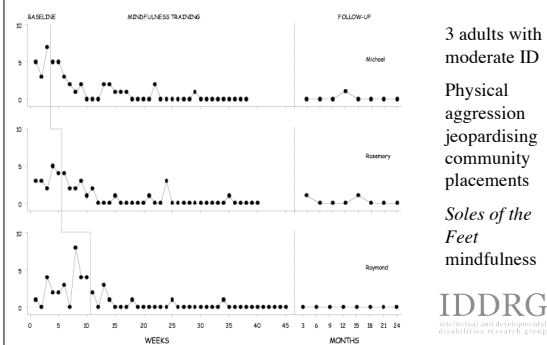 BASELINE MINDFULNESS TRAINING FOLLOW-UP
10
5
0
Michael
10
5
0
Rosemary
10
5
0
Raymond
0 5 10 15 20 25 30 35 40 45 3 6 9 12 15 18 21 24
WEEKS MONTHS
3 adults with
moderate ID
Physical
aggression
jeopardising
community
placements
Soles of the
Feet
mindfulness
IDDRG
intellectual and developmental
disabilities research group